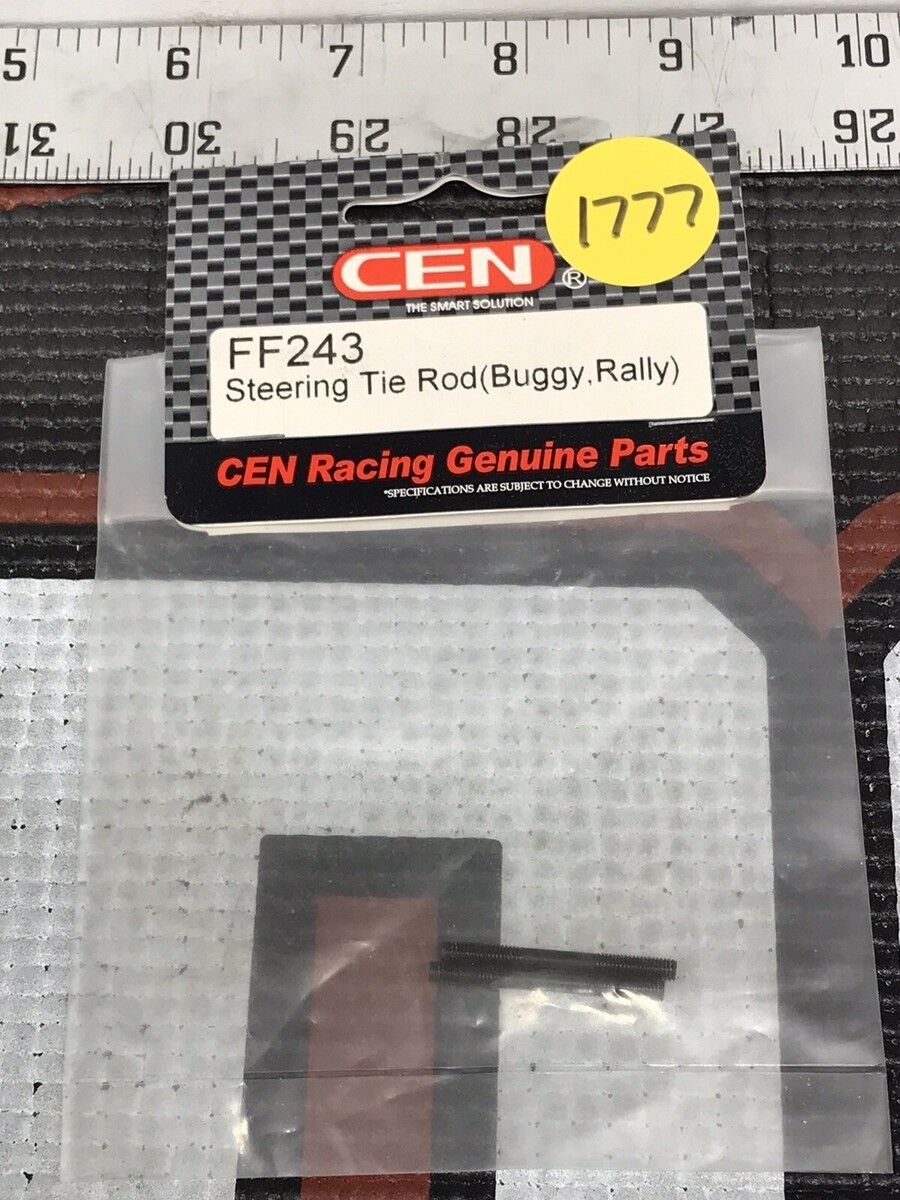 5 6 7 8 9 10
31 30 29 28 27 26
1777
CEN®
THE SMART SOLUTION
FF243
Steering Tie Rod(Buggy,Rally)
CEN Racing Genuine Parts
*SPECIFICATIONS ARE SUBJECT TO CHANGE WITHOUT NOTICE